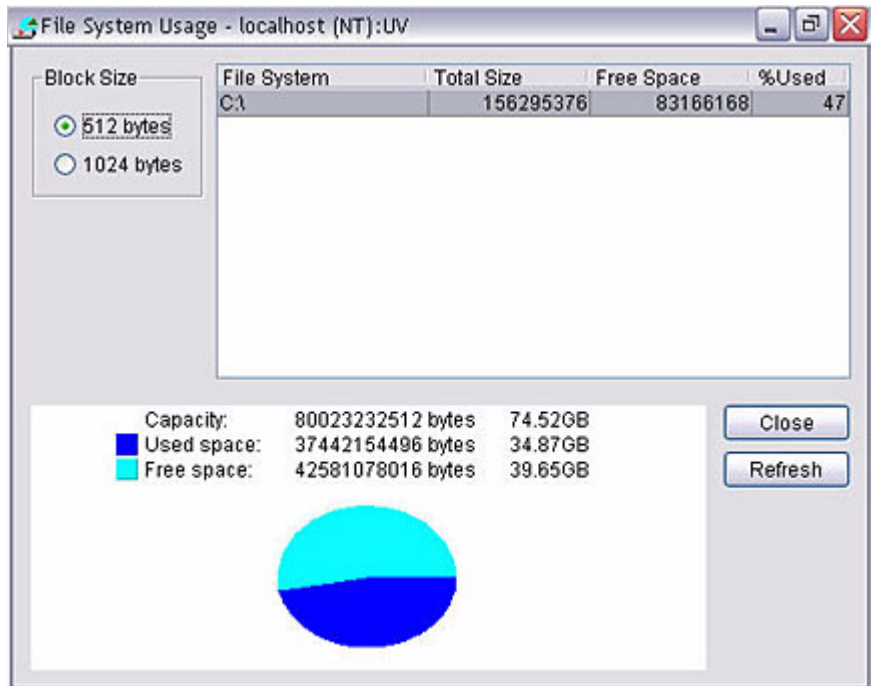 File System Usage - localhost (NT):UV
Block Size
512 bytes
1024 bytes
File System Total Size Free Space %Used
C:\ 156295376 83166168 47
Capacity: 80023232512 bytes 74.52GB
Used space: 37442154496 bytes 34.87GB
Free space: 42581078016 bytes 39.65GB
Close
Refresh